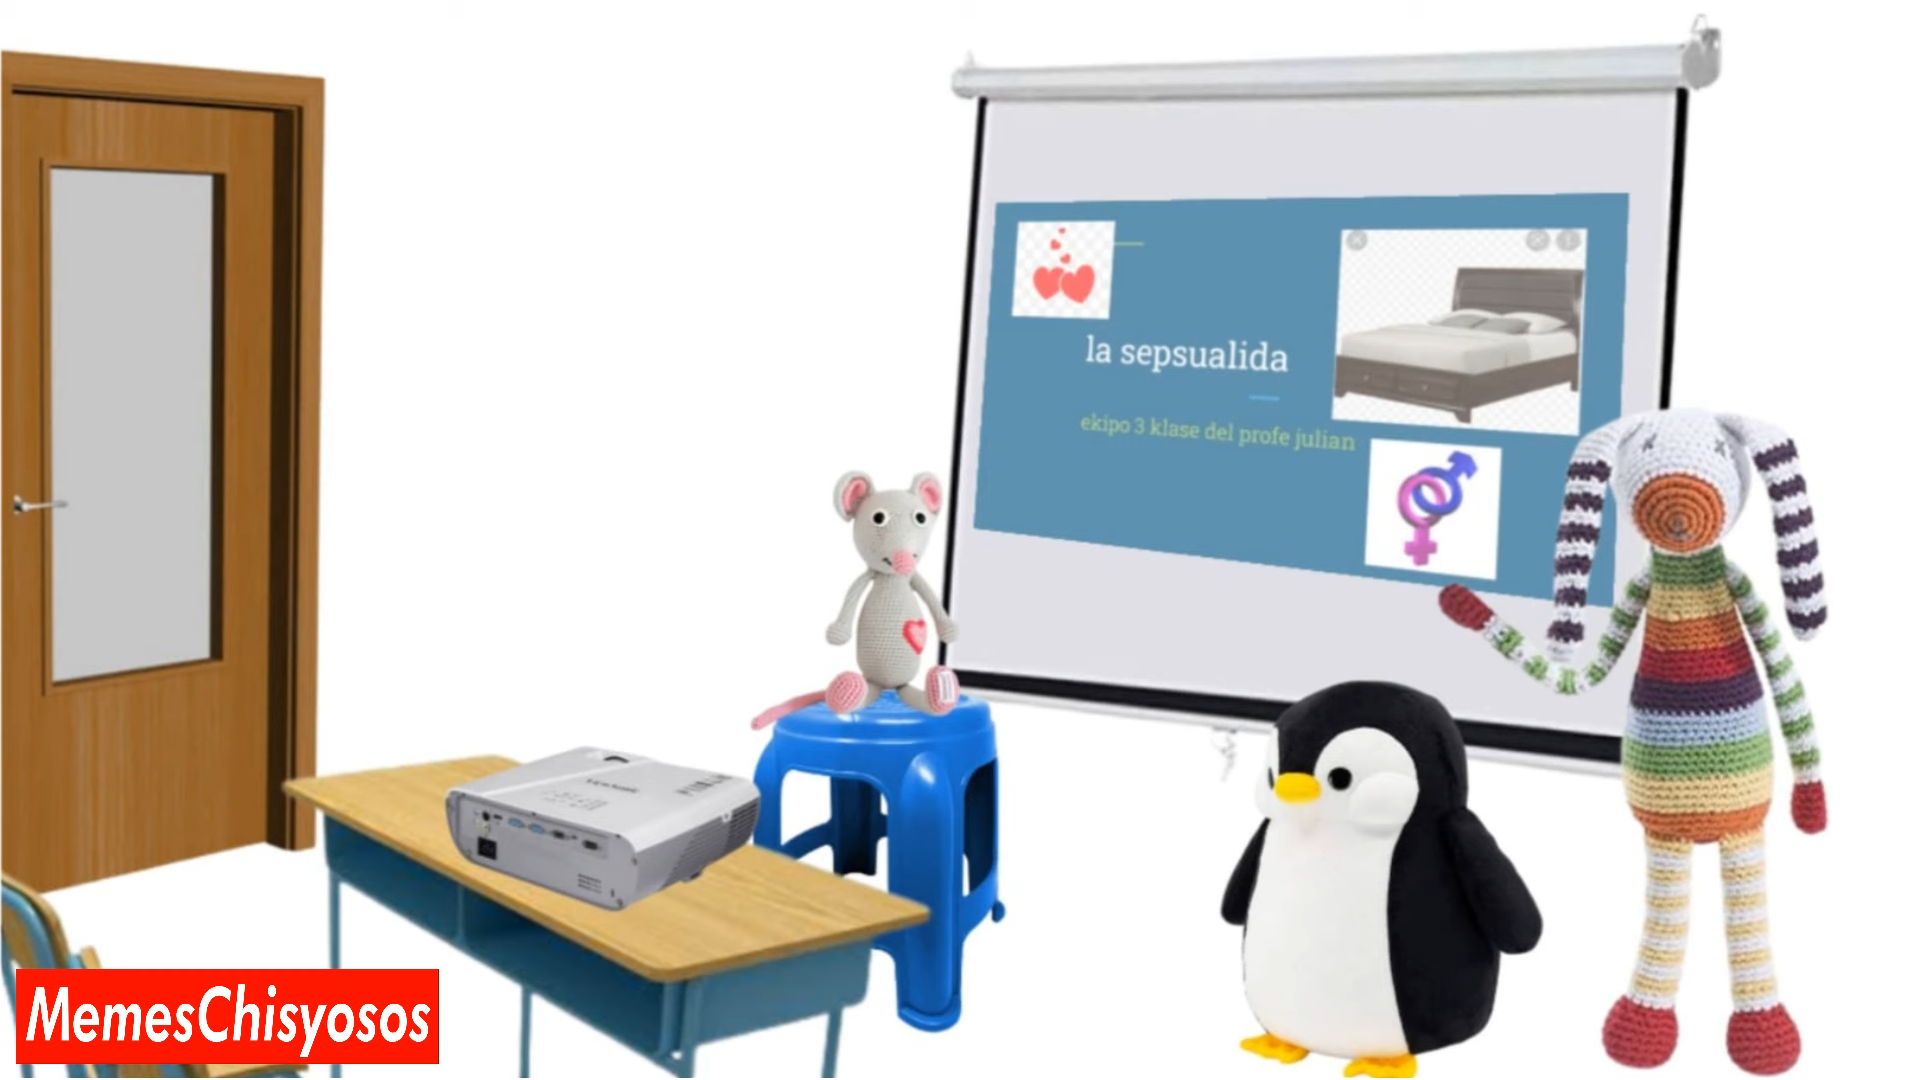 la sepsualida
ekipo 3 klase del profe julian
MemesChisyosos